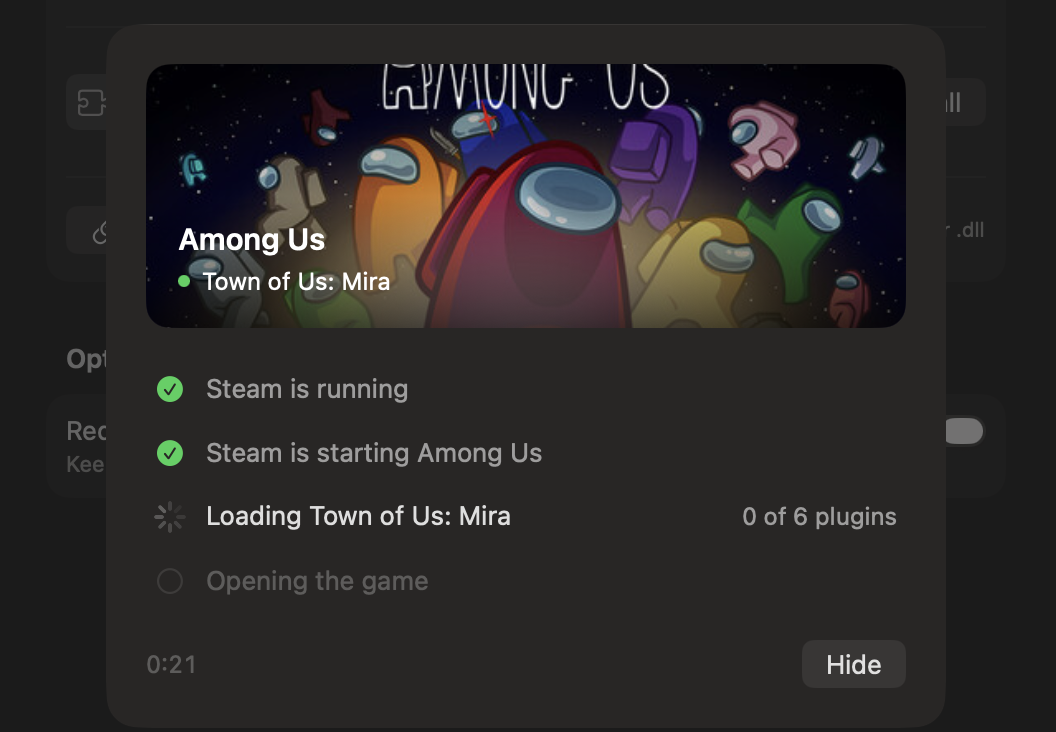 AMONG US
Among Us
Town of Us: Mira
Steam is running
Steam is starting Among Us
Loading Town of Us: Mira
0 of 6 plugins
Opening the game
0:21
Hide
.dll